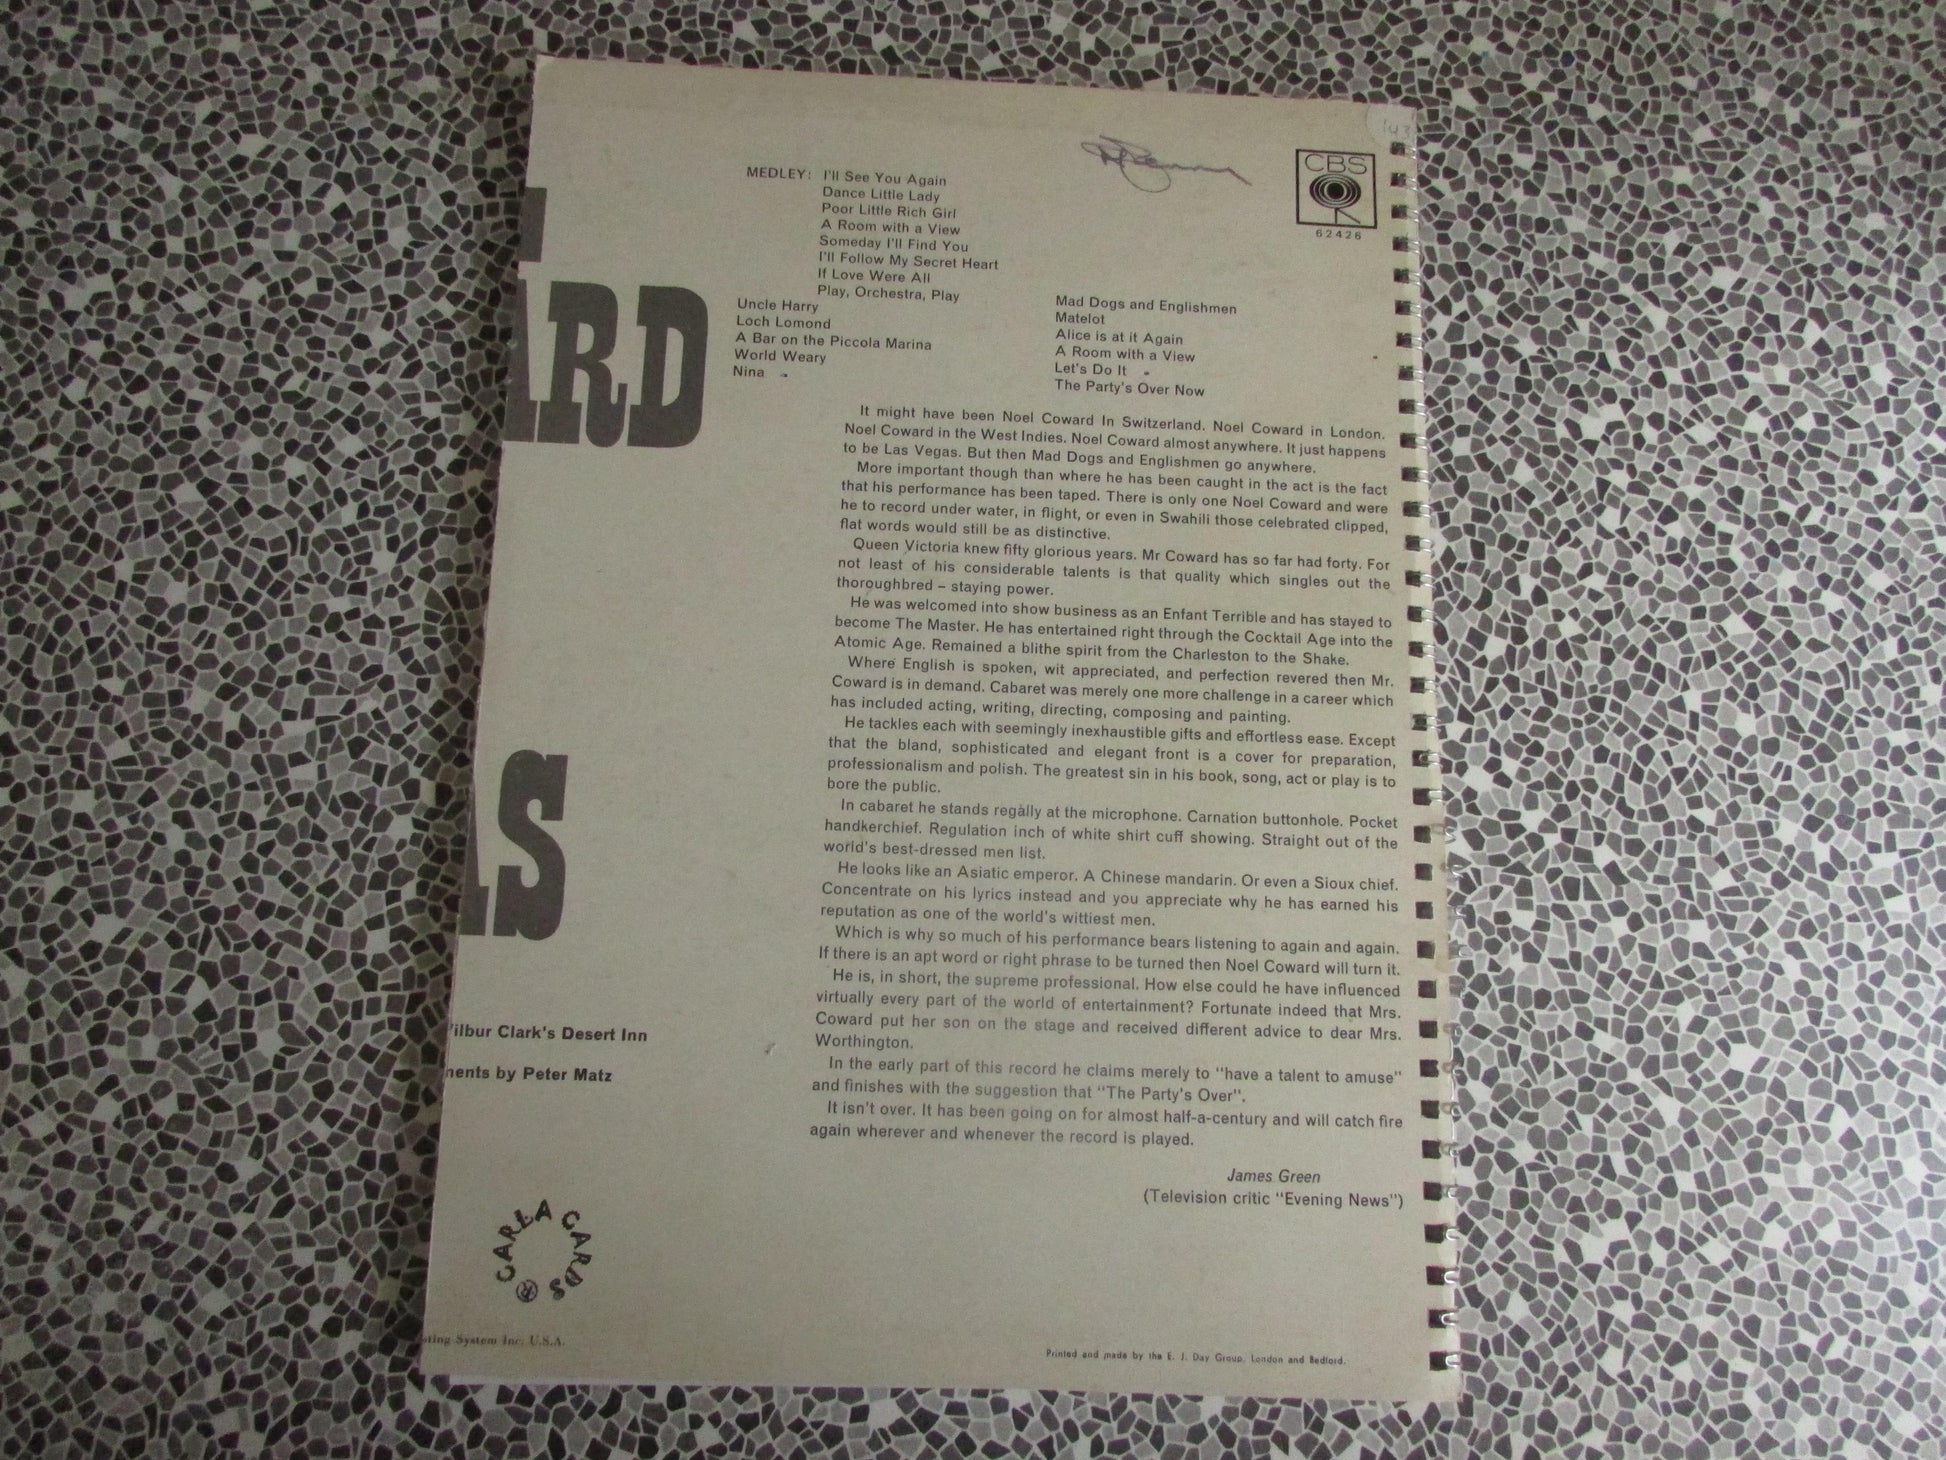 143
CBS
62426
MEDLEY: I'll See You Again
Dance Little Lady
Poor Little Rich Girl
A Room with a View
Someday I'll Find You
I'll Follow My Secret Heart
If Love Were All
Play, Orchestra, Play
Uncle Harry
Loch Lomond
A Bar on the Piccola Marina
World Weary
Nina
Mad Dogs and Englishmen
Matelot
Alice is at it Again
A Room with a View
Let's Do It
The Party's Over Now
ARD
AS
It might have been Noel Coward In Switzerland. Noel Coward in London.
Noel Coward in the West Indies. Noel Coward almost anywhere. It just happens
to be Las Vegas. But then Mad Dogs and Englishmen go anywhere.
More important though than where he has been caught in the act is the fact
that his performance has been taped. There is only one Noel Coward and were
he to record under water, in flight, or even in Swahili those celebrated clipped,
flat words would still be as distinctive.
Queen Victoria knew fifty glorious years. Mr Coward has so far had forty. For
not least of his considerable talents is that quality which singles out the
thoroughbred – staying power.
He was welcomed into show business as an Enfant Terrible and has stayed to
become The Master. He has entertained right through the Cocktail Age into the
Atomic Age. Remained a blithe spirit from the Charleston to the Shake.
Where English is spoken, wit appreciated, and perfection revered then Mr.
Coward is in demand. Cabaret was merely one more challenge in a career which
has included acting, writing, directing, composing and painting.
He tackles each with seemingly inexhaustible gifts and effortless ease. Except
that the bland, sophisticated and elegant front is a cover for preparation,
professionalism and polish. The greatest sin in his book, song, act or play is to
bore the public.
In cabaret he stands regally at the microphone. Carnation buttonhole. Pocket
handkerchief. Regulation inch of white shirt cuff showing. Straight out of the
world's best-dressed men list.
He looks like an Asiatic emperor. A Chinese mandarin. Or even a Sioux chief.
Concentrate on his lyrics instead and you appreciate why he has earned his
reputation as one of the world's wittiest men.
Which is why so much of his performance bears listening to again and again.
If there is an apt word or right phrase to be turned then Noel Coward will turn it.
He is, in short, the supreme professional. How else could he have influenced
virtually every part of the world of entertainment? Fortunate indeed that Mrs.
Coward put her son on the stage and received different advice to dear Mrs.
Worthington.
In the early part of this record he claims merely to "have a talent to amuse"
and finishes with the suggestion that "The Party's Over".
It isn't over. It has been going on for almost half-a-century and will catch fire
again wherever and whenever the record is played.
James Green
(Television critic "Evening News")
ilbur Clark's Desert Inn
nents by Peter Matz
CARLA CARDS ®
ting System Inc. U.S.A.
Printed and made by the E. J. Day Group, London and Bedford.